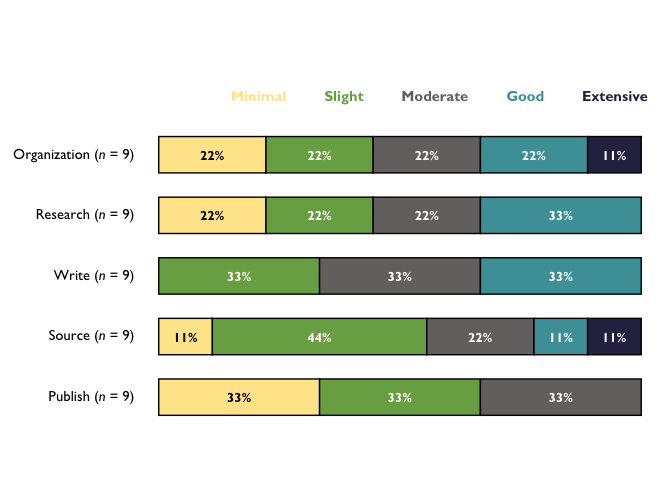 Minimal Slight Moderate Good Extensive
Organization (n = 9) 22% 22% 22% 22% 11%
Research (n = 9) 22% 22% 22% 33%
Write (n = 9) 33% 33% 33%
Source (n = 9) 11% 44% 22% 11% 11%
Publish (n = 9) 33% 33% 33%